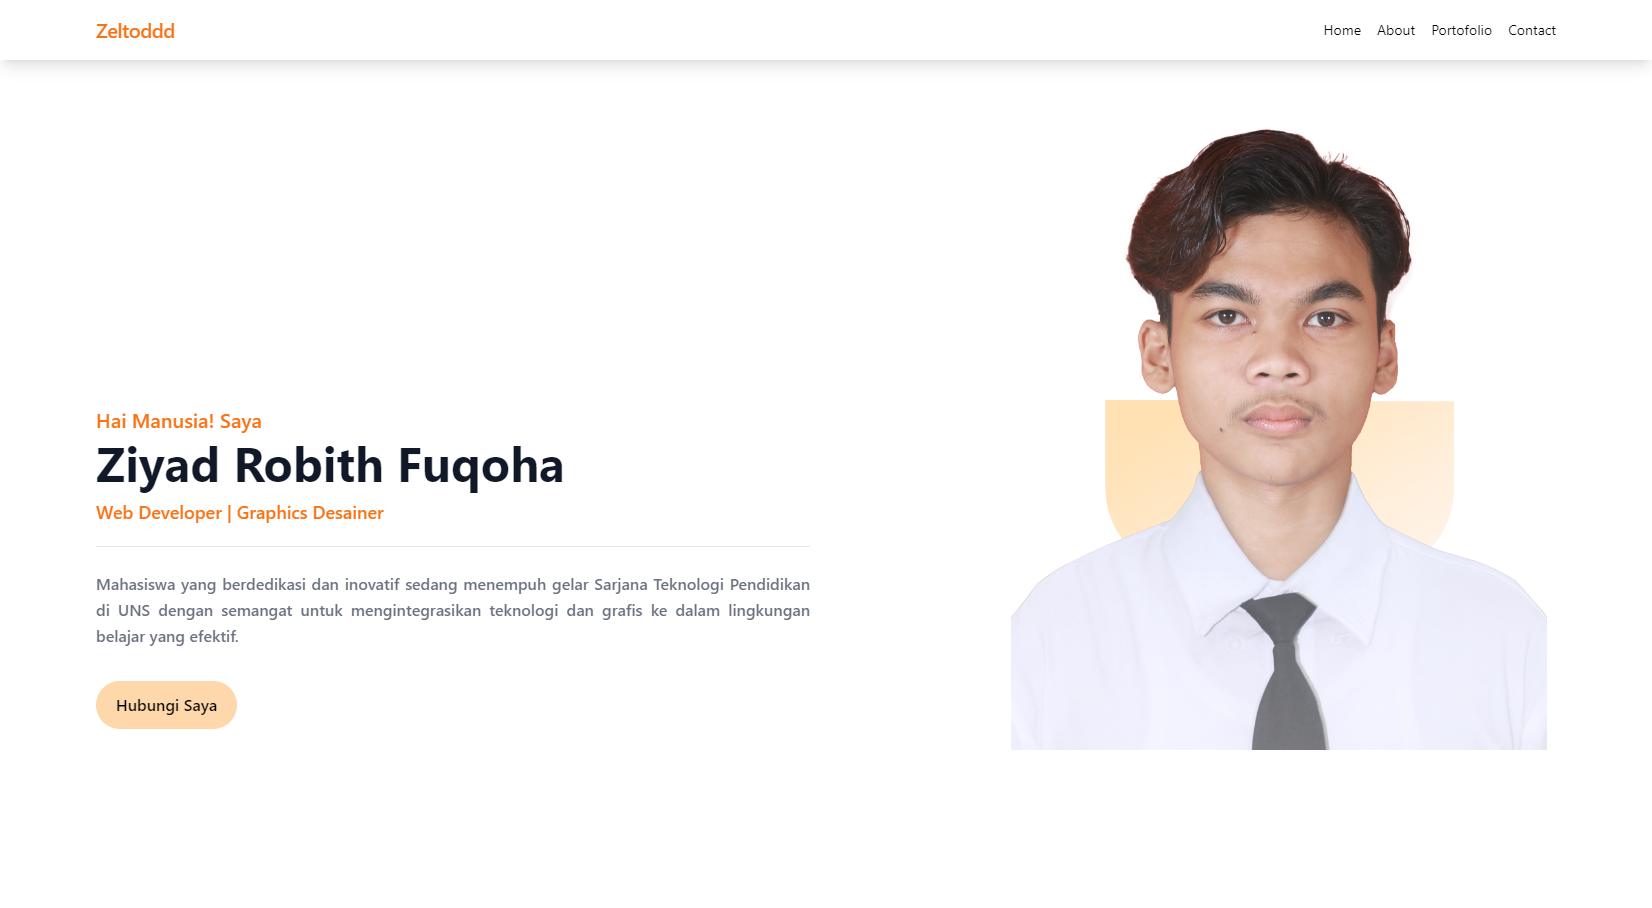 Zeltoddd
Home About Portofolio Contact
Hai Manusia! Saya
Ziyad Robith Fuqoha
Web Developer | Graphics Desainer
Mahasiswa yang berdedikasi dan inovatif sedang menempuh gelar Sarjana Teknologi Pendidikan
di UNS dengan semangat untuk mengintegrasikan teknologi dan grafis ke dalam lingkungan
belajar yang efektif.
Hubungi Saya